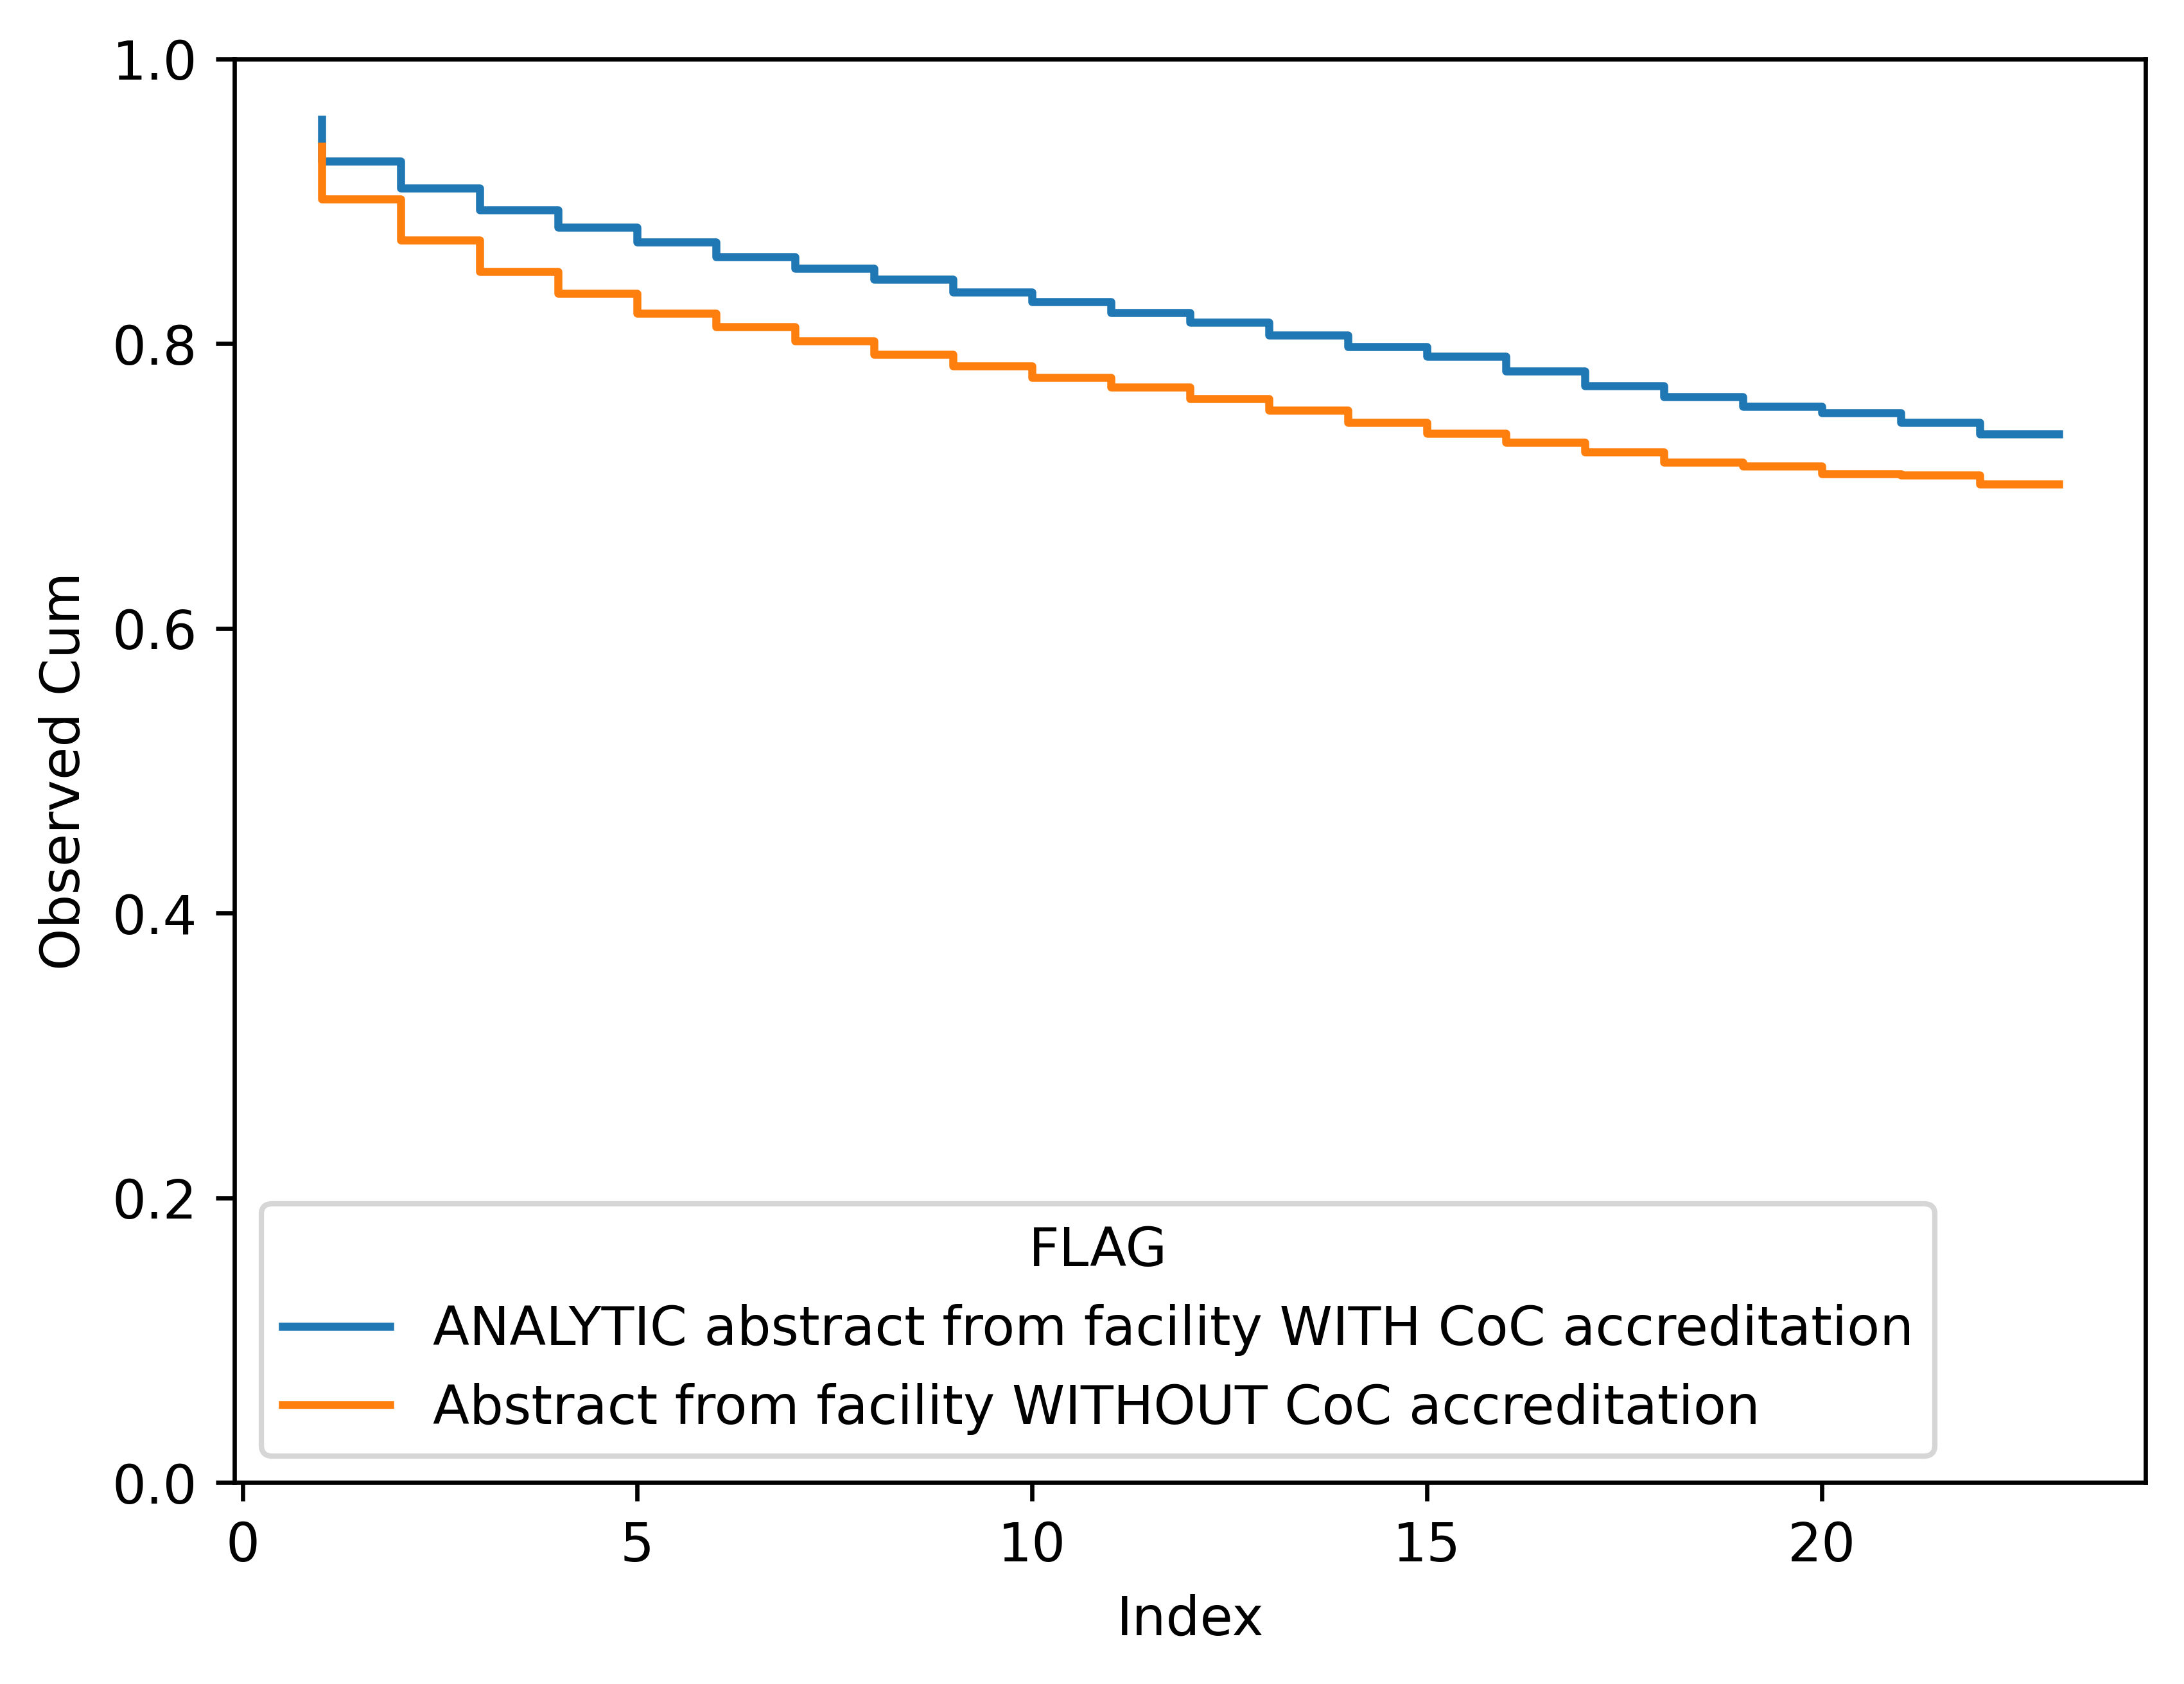 1.0
0.8
0.6
0.4
0.2
0.0
Observed Cum
FLAG
ANALYTIC abstract from facility WITH CoC accreditation
Abstract from facility WITHOUT CoC accreditation
0 5 10 15 20
Index